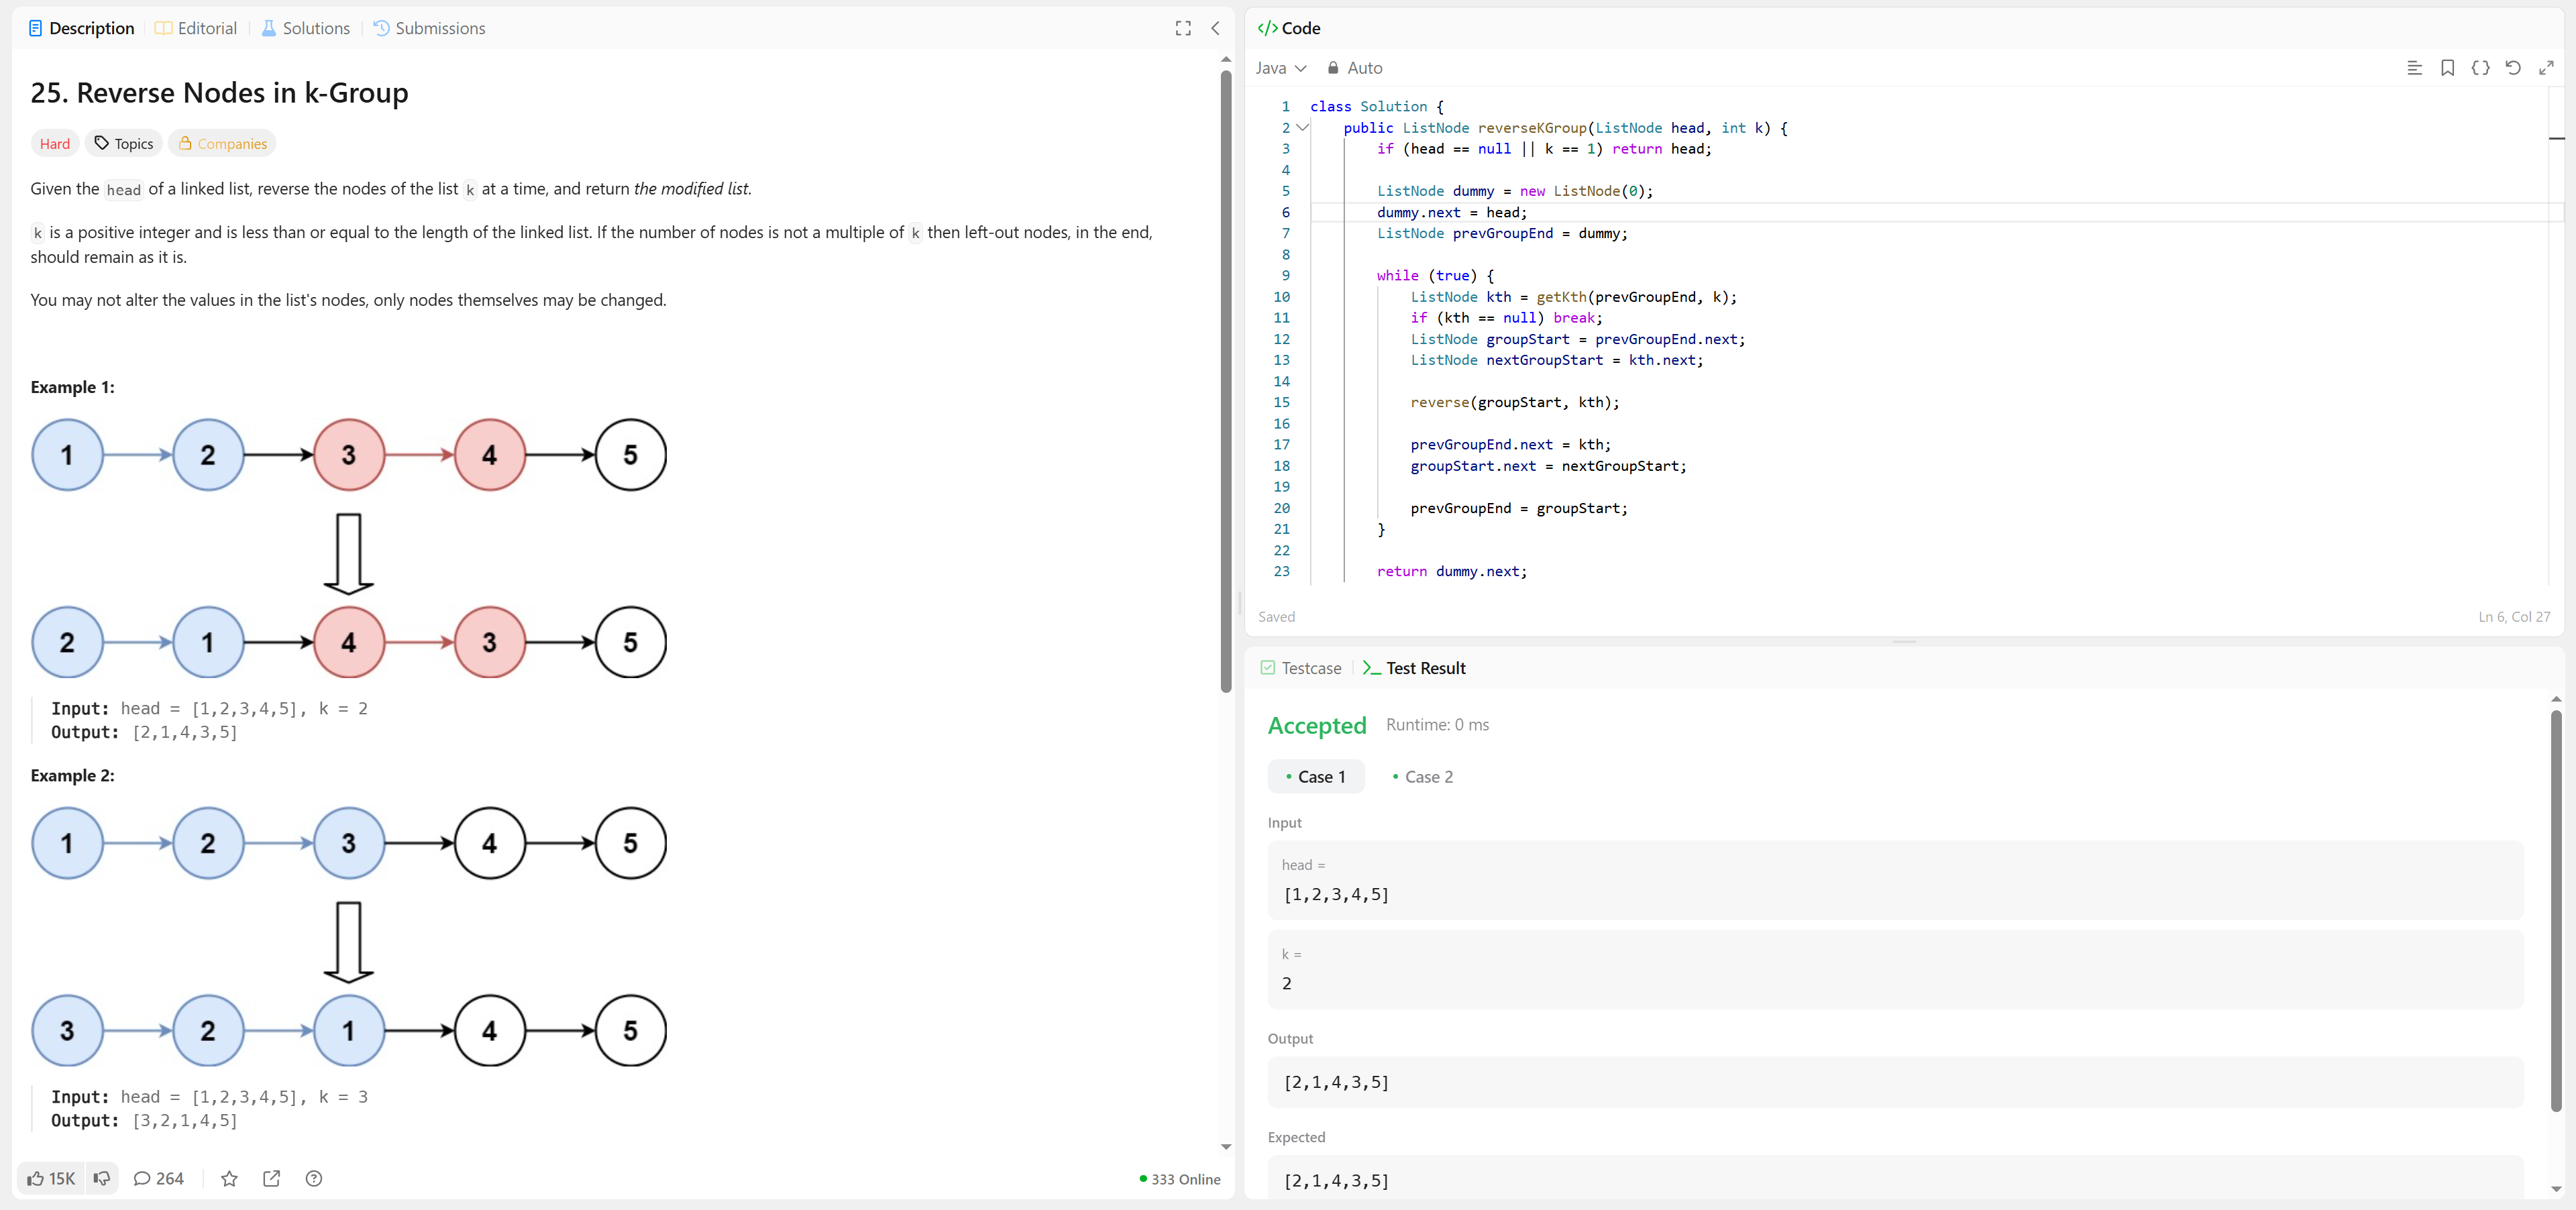 Description
Editorial
Solutions
Submissions
25. Reverse Nodes in k-Group
Hard
Topics
Companies
Given the head of a linked list, reverse the nodes of the list k at a time, and return the modified list.
k is a positive integer and is less than or equal to the length of the linked list. If the number of nodes is not a multiple of k then left-out nodes, in the end,
should remain as it is.
You may not alter the values in the list's nodes, only nodes themselves may be changed.
Example 1:
1 2 3 4 5
2 1 4 3 5
Input: head = [1,2,3,4,5], k = 2
Output: [2,1,4,3,5]
Example 2:
1 2 3 4 5
3 2 1 4 5
Input: head = [1,2,3,4,5], k = 3
Output: [3,2,1,4,5]
15K
264
333 Online
</> Code
Java
Auto
1 class Solution {
2     public ListNode reverseKGroup(ListNode head, int k) {
3         if (head == null || k == 1) return head;
4
5         ListNode dummy = new ListNode(0);
6         dummy.next = head;
7         ListNode prevGroupEnd = dummy;
8
9         while (true) {
10             ListNode kth = getKth(prevGroupEnd, k);
11             if (kth == null) break;
12             ListNode groupStart = prevGroupEnd.next;
13             ListNode nextGroupStart = kth.next;
14
15             reverse(groupStart, kth);
16
17             prevGroupEnd.next = kth;
18             groupStart.next = nextGroupStart;
19
20             prevGroupEnd = groupStart;
21         }
22
23         return dummy.next;
Saved
Ln 6, Col 27
Testcase
Test Result
Accepted
Runtime: 0 ms
Case 1
Case 2
Input
head =
[1,2,3,4,5]
k =
2
Output
[2,1,4,3,5]
Expected
[2,1,4,3,5]